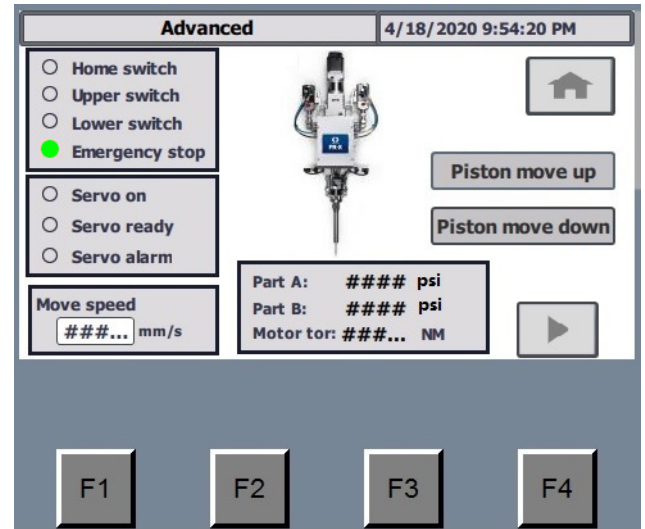 Advanced
4/18/2020 9:54:20 PM
Home switch
Upper switch
Lower switch
Emergency stop
Servo on
Servo ready
Servo alarm
Move speed
###... mm/s
Part A: #### psi
Part B: #### psi
Motor tor: ###... NM
Piston move up
Piston move down
F1
F2
F3
F4